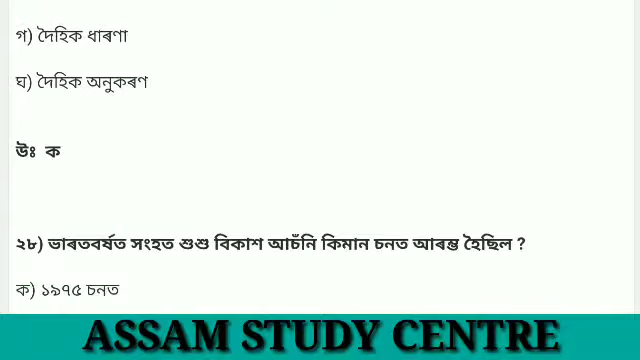 গ) দৈহিক ধাৰণা
ঘ) দৈহিক অনুকৰণ
উঃ ক
২৮) ভাৰতবৰ্ষত সংহত শুশু বিকাশ আচঁনি কিমান চনত আৰম্ভ হৈছিল ?
ক) ১৯৭৫ চনত
ASSAM STUDY CENTRE